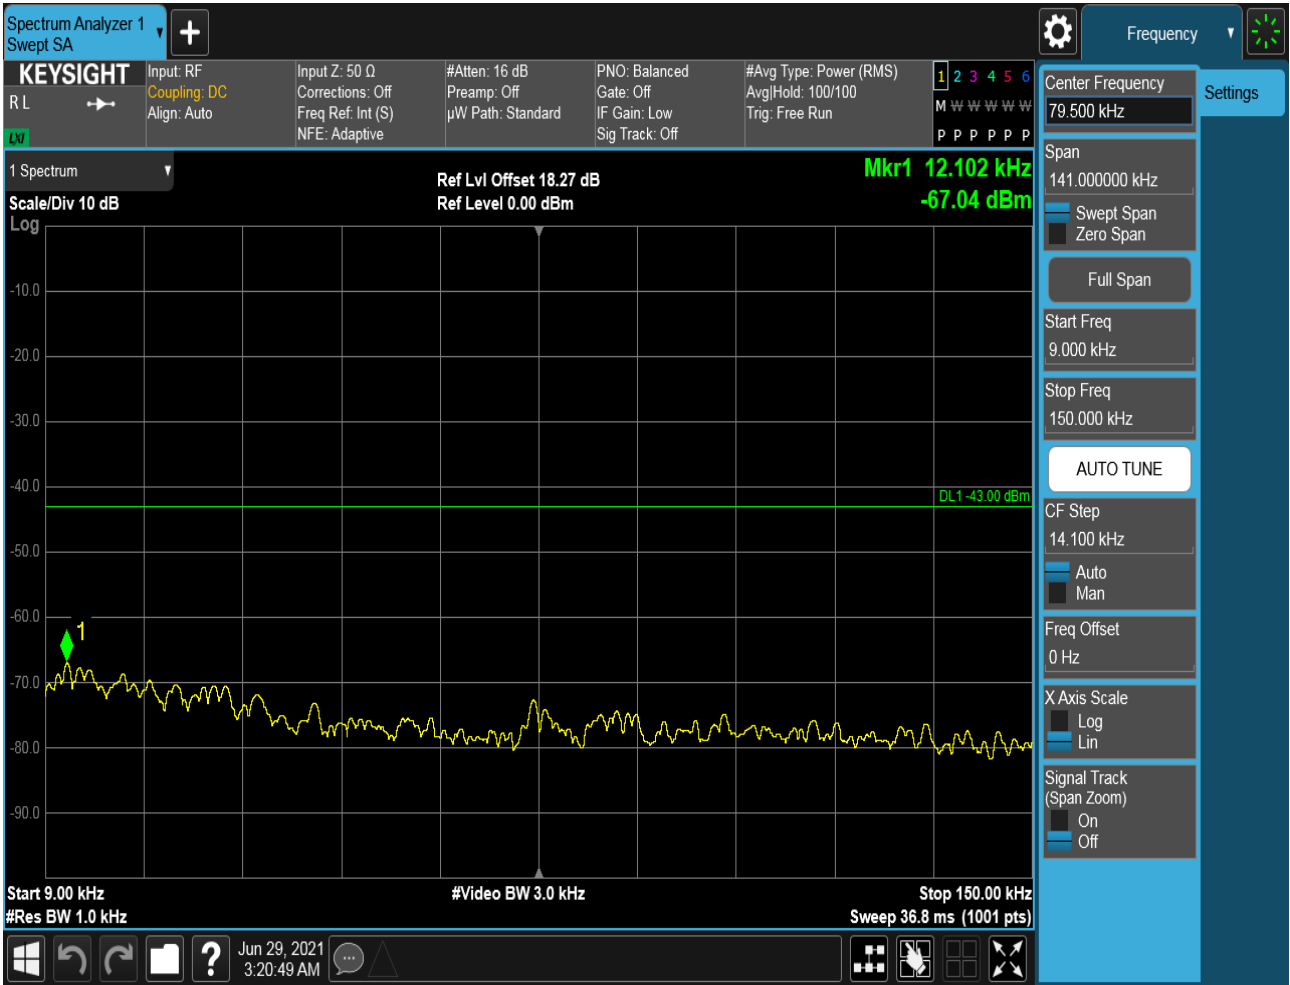 Spectrum Analyzer 1
Swept SA
Frequency
KEYSIGHT
R L
LXI
Input: RF
Coupling: DC
Align: Auto
Input Z: 50 Ω
Corrections: Off
Freq Ref: Int (S)
NFE: Adaptive
#Atten: 16 dB
Preamp: Off
µW Path: Standard
PNO: Balanced
Gate: Off
IF Gain: Low
Sig Track: Off
#Avg Type: Power (RMS)
Avg|Hold: 100/100
Trig: Free Run
1 2 3 4 5 6
M W W W W W
P P P P P P
1 Spectrum
Scale/Div 10 dB
Log
Ref Lvl Offset 18.27 dB
Ref Level 0.00 dBm
Mkr1 12.102 kHz
-67.04 dBm
-10.0
-20.0
-30.0
-40.0
DL1 -43.00 dBm
-50.0
-60.0
1
-70.0
-80.0
-90.0
Start 9.00 kHz
#Video BW 3.0 kHz
Stop 150.00 kHz
#Res BW 1.0 kHz
Sweep 36.8 ms (1001 pts)
Center Frequency
79.500 kHz
Settings
Span
141.000000 kHz
Swept Span
Zero Span
Full Span
Start Freq
9.000 kHz
Stop Freq
150.000 kHz
AUTO TUNE
CF Step
14.100 kHz
Auto
Man
Freq Offset
0 Hz
X Axis Scale
Log
Lin
Signal Track
(Span Zoom)
On
Off
?
Jun 29, 2021
3:20:49 AM